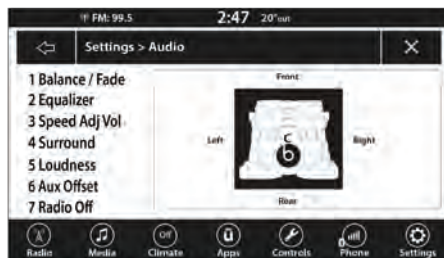 FM: 99.5 2:47 20°out
Settings > Audio
1 Balance / Fade
2 Equalizer
3 Speed Adj Vol
4 Surround
5 Loudness
6 Aux Offset
7 Radio Off
Front
Left C Right
Rear
Off
Radio Media Climate Apps Controls Phone Settings